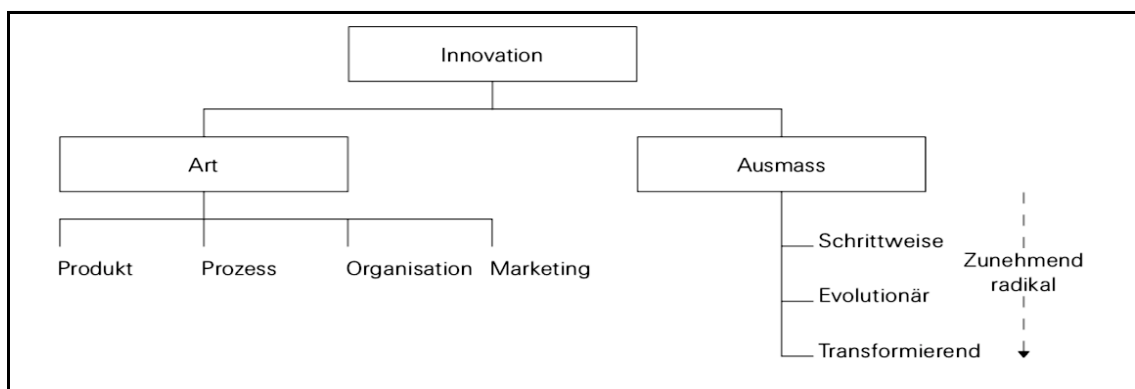 Innovation
Art
Ausmass
Produkt
Prozess
Organisation
Marketing
Schrittweise
Evolutionär
Transformierend
Zunehmend
radikal